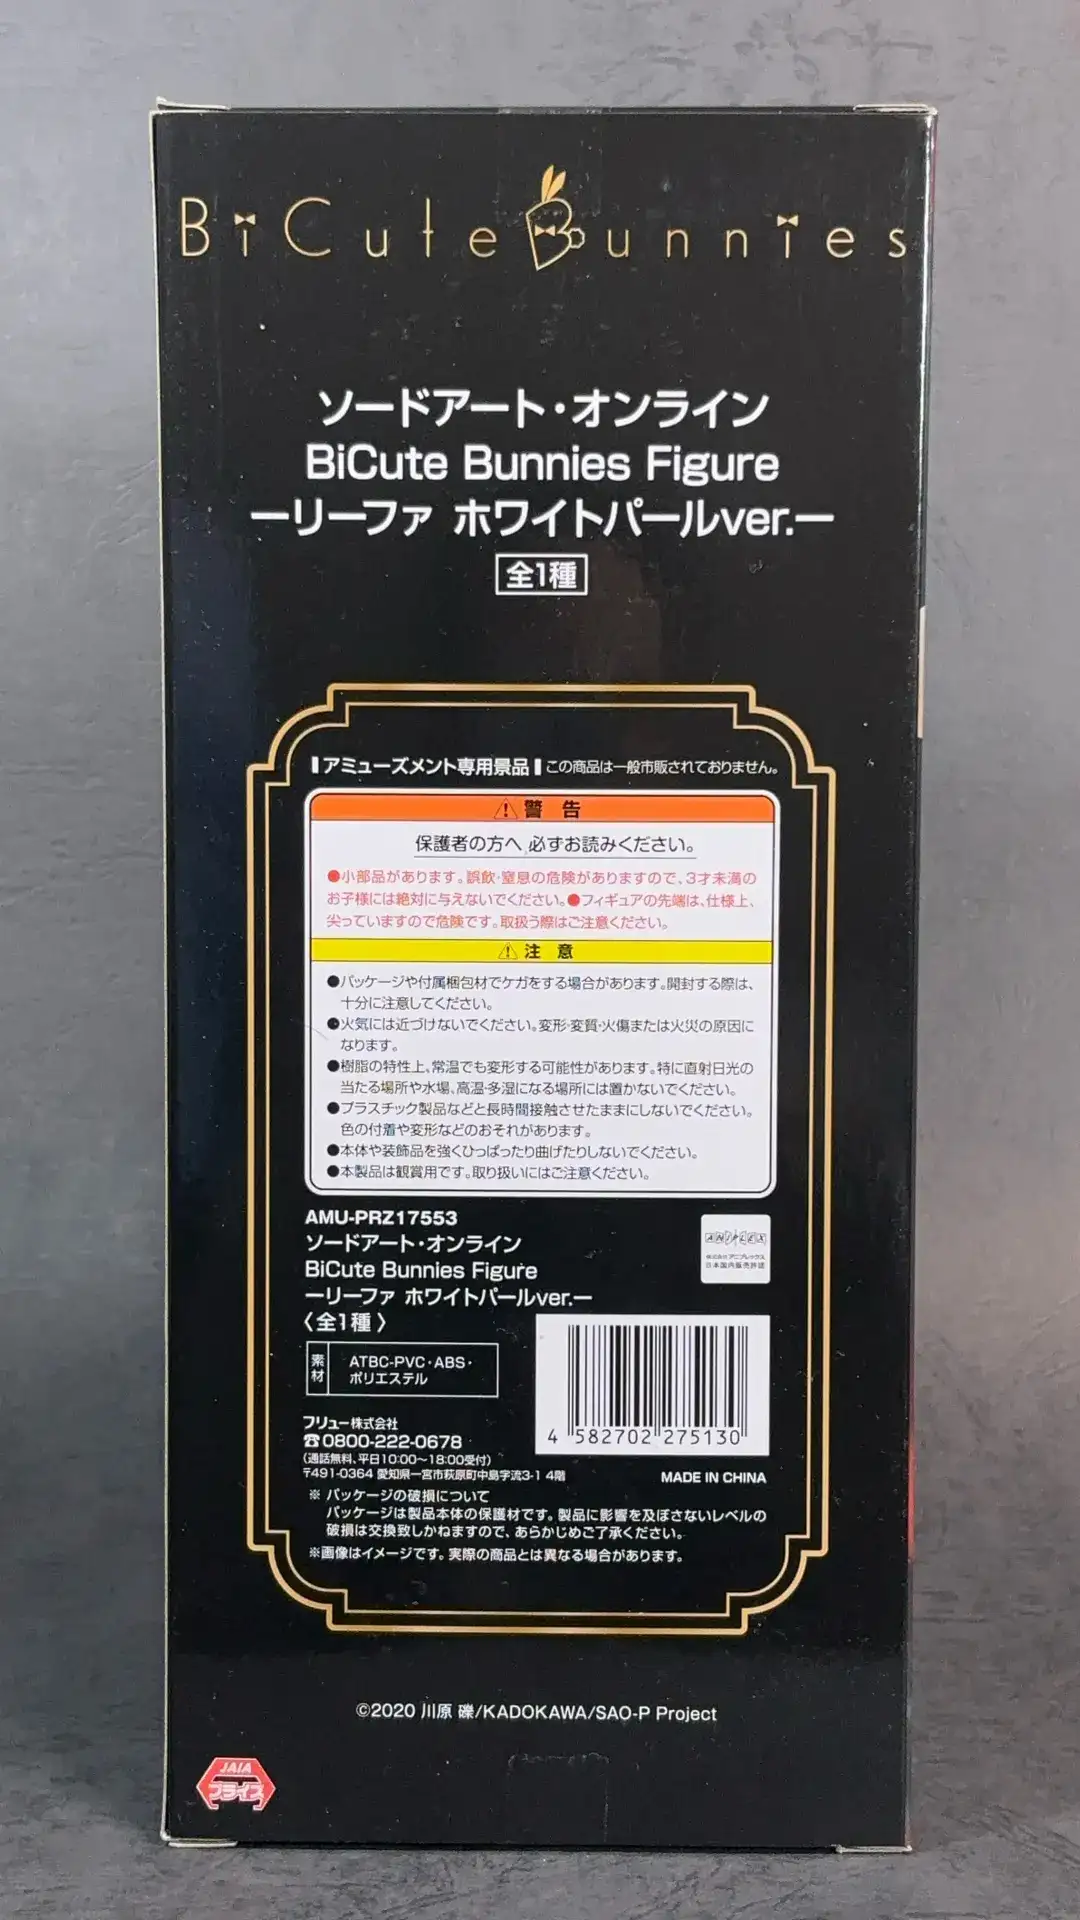 BiCute Bunnies
ソードアート・オンライン
BiCute Bunnies Figure
ーリーファ ホワイトパールver.ー
全1種
┃アミューズメント専用景品┃この商品は一般市販されておりません。
⚠警 告
保護者の方へ 必ずお読みください。
●小部品があります。誤飲・窒息の危険がありますので、3才未満の
お子様には絶対に与えないでください。●フィギュアの先端は、仕様上、
尖っていますので危険です。取扱う際はご注意ください。
⚠注 意
●パッケージや付属梱包材でケガをする場合があります。開封する際は、
十分に注意してください。
●火気には近づけないでください。変形・変質・火傷または火災の原因に
なります。
●樹脂の特性上、常温でも変形する可能性があります。特に直射日光の
当たる場所や水場、高温・多湿になる場所には置かないでください。
●プラスチック製品などと長時間接触させたままにしないでください。
色の付着や変形などのおそれがあります。
●本体や装飾品を強くひっぱったり曲げたりしないでください。
●本製品は観賞用です。取り扱いにはご注意ください。
AMU-PRZ17553
ソードアート・オンライン
BiCute Bunnies Figure
ーリーファ ホワイトパールver.ー
〈全1種〉
ANIPLEX
株式会社アニプレックス
日本国内販売許諾
素材
ATBC-PVC・ABS・
ポリエステル
4 582702 275130
フリュー株式会社
☎0800-222-0678
(通話無料、平日10:00〜18:00受付)
〒491-0364 愛知県一宮市萩原町中島字流3-1 4階
MADE IN CHINA
※ パッケージの破損について
パッケージは製品本体の保護材です。製品に影響を及ぼさないレベルの
破損は交換致しかねますので、あらかじめご了承ください。
※画像はイメージです。実際の商品とは異なる場合があります。
©2020 川原 礫/KADOKAWA/SAO-P Project
JAIA
プライズ